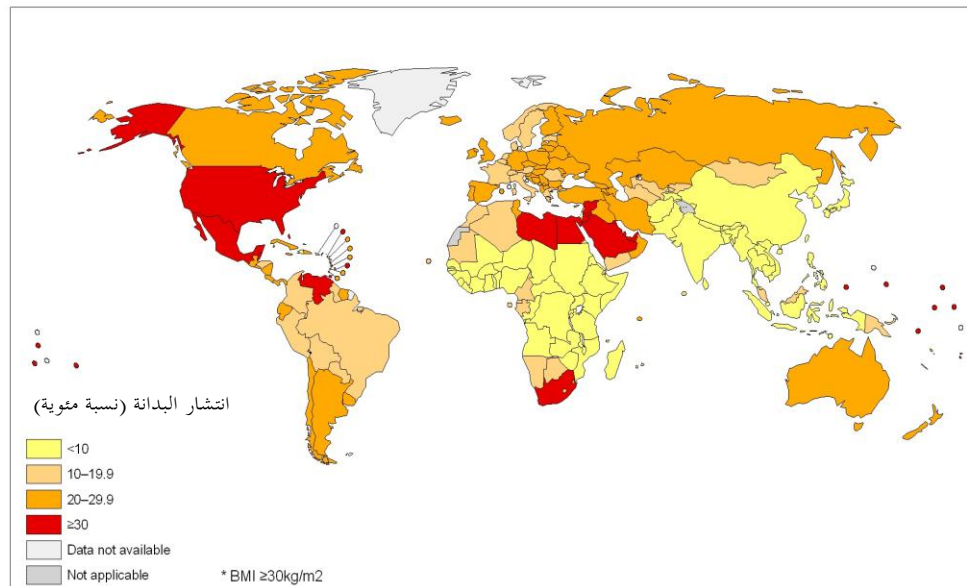 انتشار البدانة (نسبة مئوية)
<10
10–19.9
20–29.9
≥30
Data not available
Not applicable
* BMI ≥30kg/m2